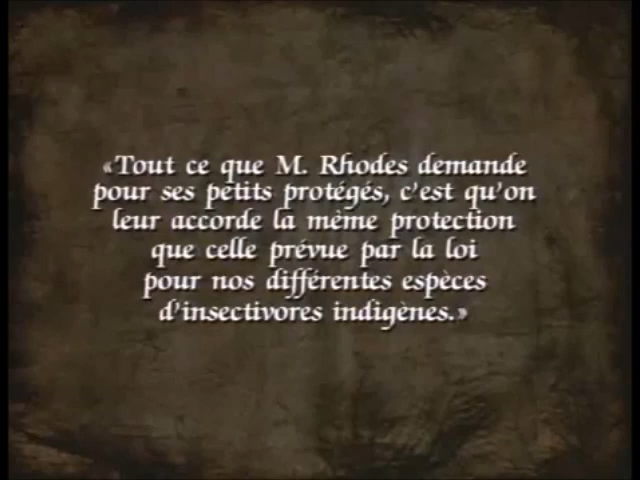 «Tout ce que M. Rhodes demande
pour ses petits protégés, c'est qu'on
leur accorde la même protection
que celle prévue par la loi
pour nos différentes espèces
d'insectivores indigènes.»